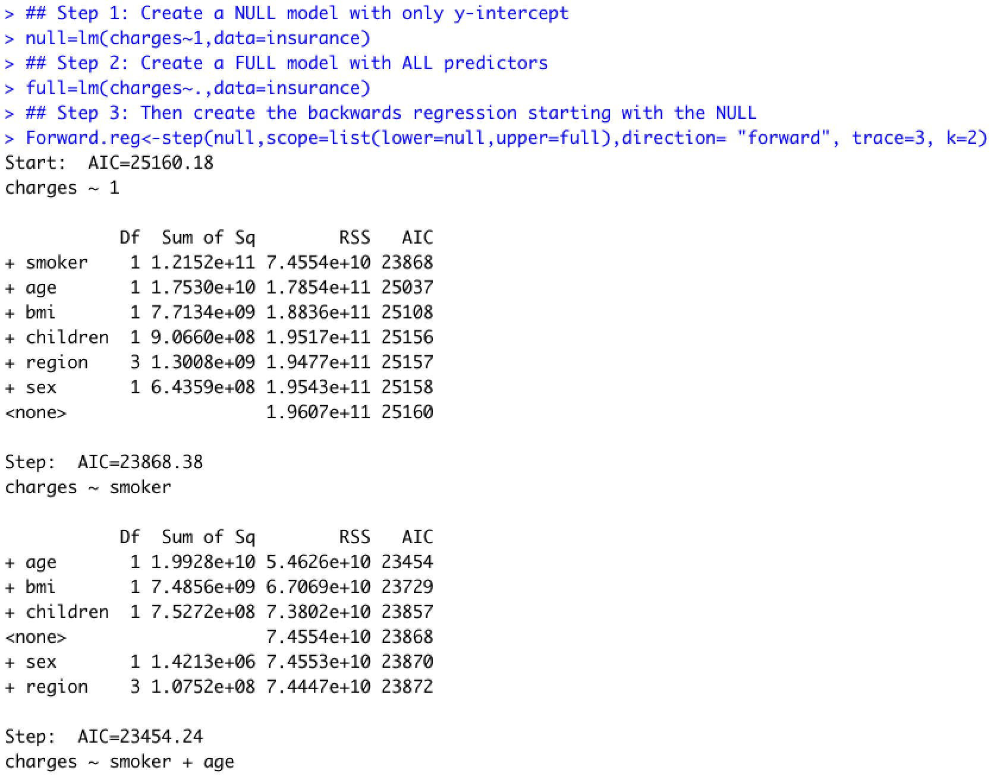 > ## Step 1: Create a NULL model with only y-intercept
> null=lm(charges~1,data=insurance)
> ## Step 2: Create a FULL model with ALL predictors
> full=lm(charges~.,data=insurance)
> ## Step 3: Then create the backwards regression starting with the NULL
> Forward.reg<-step(null,scope=list(lower=null,upper=full),direction= "forward", trace=3, k=2)
Start:  AIC=25160.18
charges ~ 1

           Df  Sum of Sq        RSS   AIC
+ smoker    1 1.2152e+11 7.4554e+10 23868
+ age       1 1.7530e+10 1.7854e+11 25037
+ bmi       1 7.7134e+09 1.8836e+11 25108
+ children  1 9.0660e+08 1.9517e+11 25156
+ region    3 1.3008e+09 1.9477e+11 25157
+ sex       1 6.4359e+08 1.9543e+11 25158
<none>                   1.9607e+11 25160

Step:  AIC=23868.38
charges ~ smoker

           Df  Sum of Sq        RSS   AIC
+ age       1 1.9928e+10 5.4626e+10 23454
+ bmi       1 7.4856e+09 6.7069e+10 23729
+ children  1 7.5272e+08 7.3802e+10 23857
<none>                   7.4554e+10 23868
+ sex       1 1.4213e+06 7.4553e+10 23870
+ region    3 1.0752e+08 7.4447e+10 23872

Step:  AIC=23454.24
charges ~ smoker + age